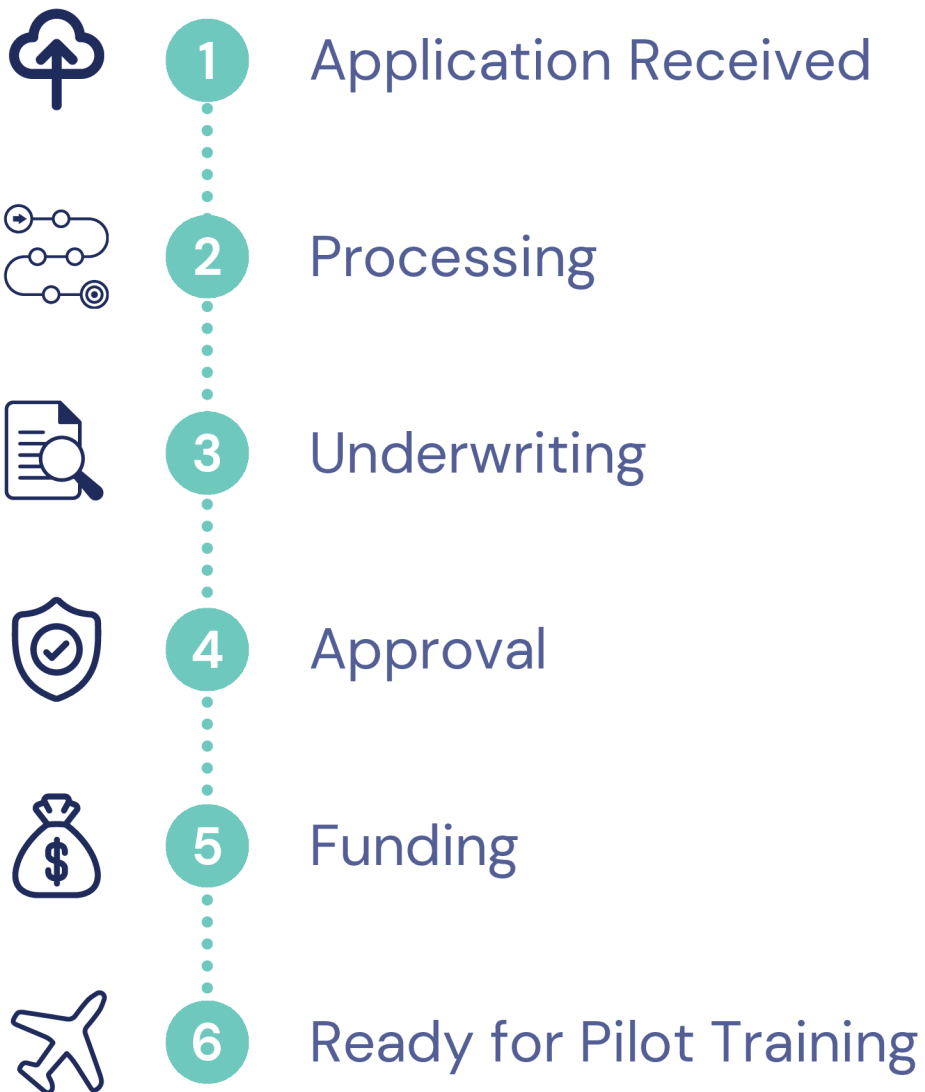 1 Application Received
2 Processing
3 Underwriting
4 Approval
$ 5 Funding
6 Ready for Pilot Training